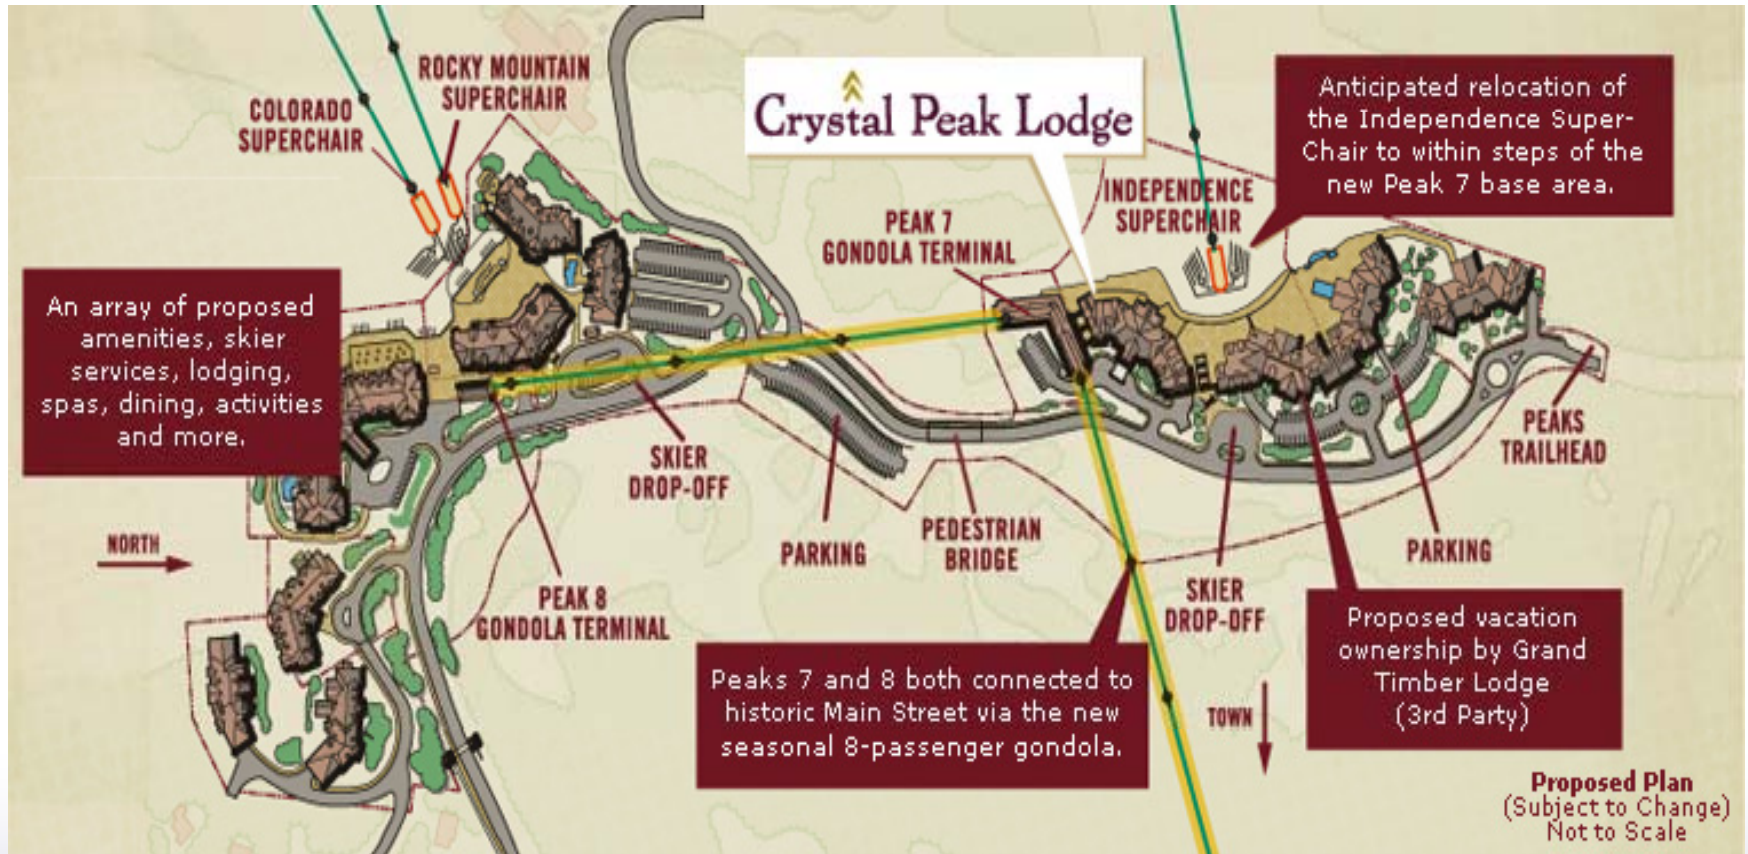 ROCKY MOUNTAIN
SUPERCHAIR
COLORADO
SUPERCHAIR
Crystal Peak Lodge
Anticipated relocation of
the Independence Super-
Chair to within steps of the
new Peak 7 base area.
INDEPENDENCE
SUPERCHAIR
PEAK 7
GONDOLA TERMINAL
An array of proposed
amenities, skier
services, lodging,
spas, dining, activities
and more.
SKIER
DROP-OFF
PEAKS
TRAILHEAD
PARKING
PEDESTRIAN
BRIDGE
PARKING
NORTH
PEAK 8
GONDOLA TERMINAL
SKIER
DROP-OFF
Peaks 7 and 8 both connected to
historic Main Street via the new
seasonal 8-passenger gondola.
TOWN
Proposed vacation
ownership by Grand
Timber Lodge
(3rd Party)
Proposed Plan
(Subject to Change)
Not to Scale